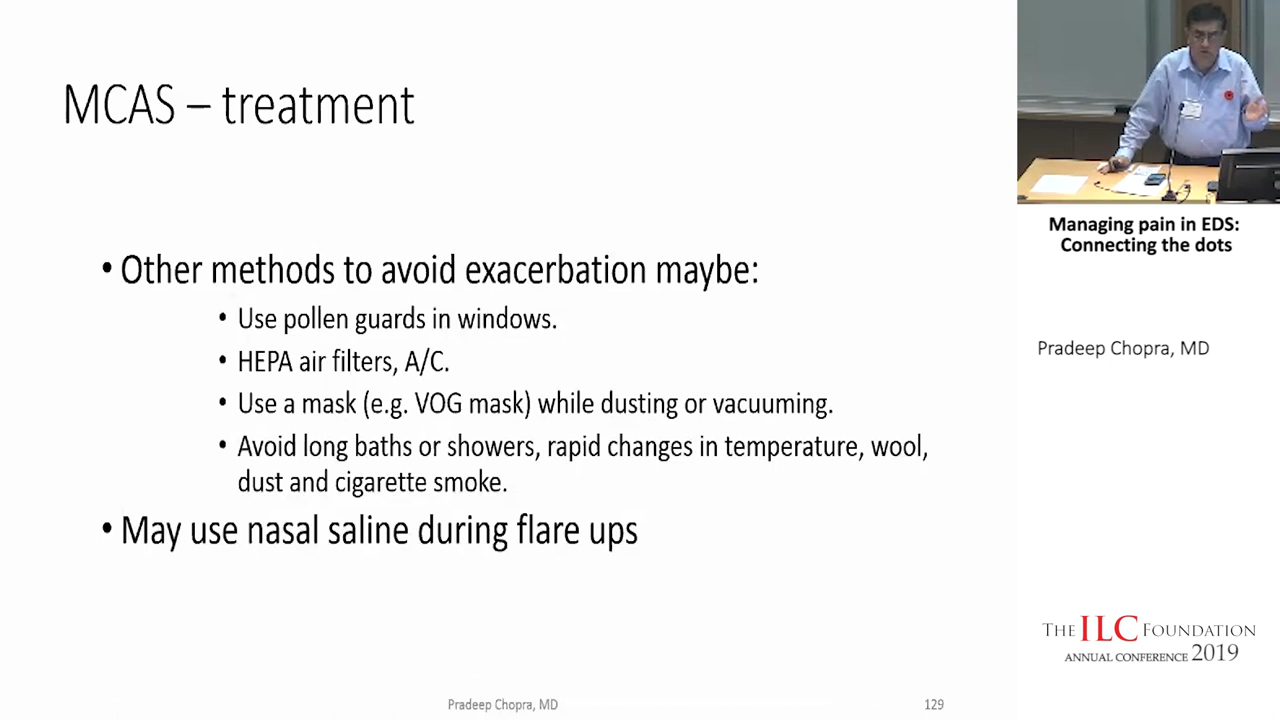 MCAS – treatment
• Other methods to avoid exacerbation maybe:
• Use pollen guards in windows.
• HEPA air filters, A/C.
• Use a mask (e.g. VOG mask) while dusting or vacuuming.
• Avoid long baths or showers, rapid changes in temperature, wool,
dust and cigarette smoke.
• May use nasal saline during flare ups
Pradeep Chopra, MD
129
Managing pain in EDS:
Connecting the dots
Pradeep Chopra, MD
THE ILC FOUNDATION
ANNUAL CONFERENCE 2019